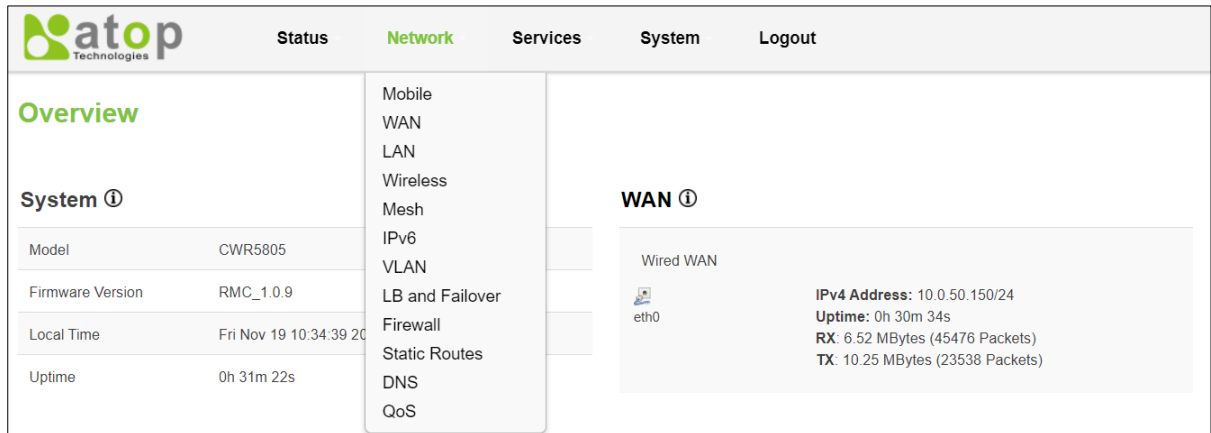 atop
Technologies
Status Network Services System Logout
Mobile
WAN
LAN
Wireless
Mesh
IPv6
VLAN
LB and Failover
Firewall
Static Routes
DNS
QoS
Overview
System
Model CWR5805
Firmware Version RMC_1.0.9
Local Time Fri Nov 19 10:34:39 20
Uptime 0h 31m 22s
WAN
Wired WAN
eth0
IPv4 Address: 10.0.50.150/24
Uptime: 0h 30m 34s
RX: 6.52 MBytes (45476 Packets)
TX: 10.25 MBytes (23538 Packets)